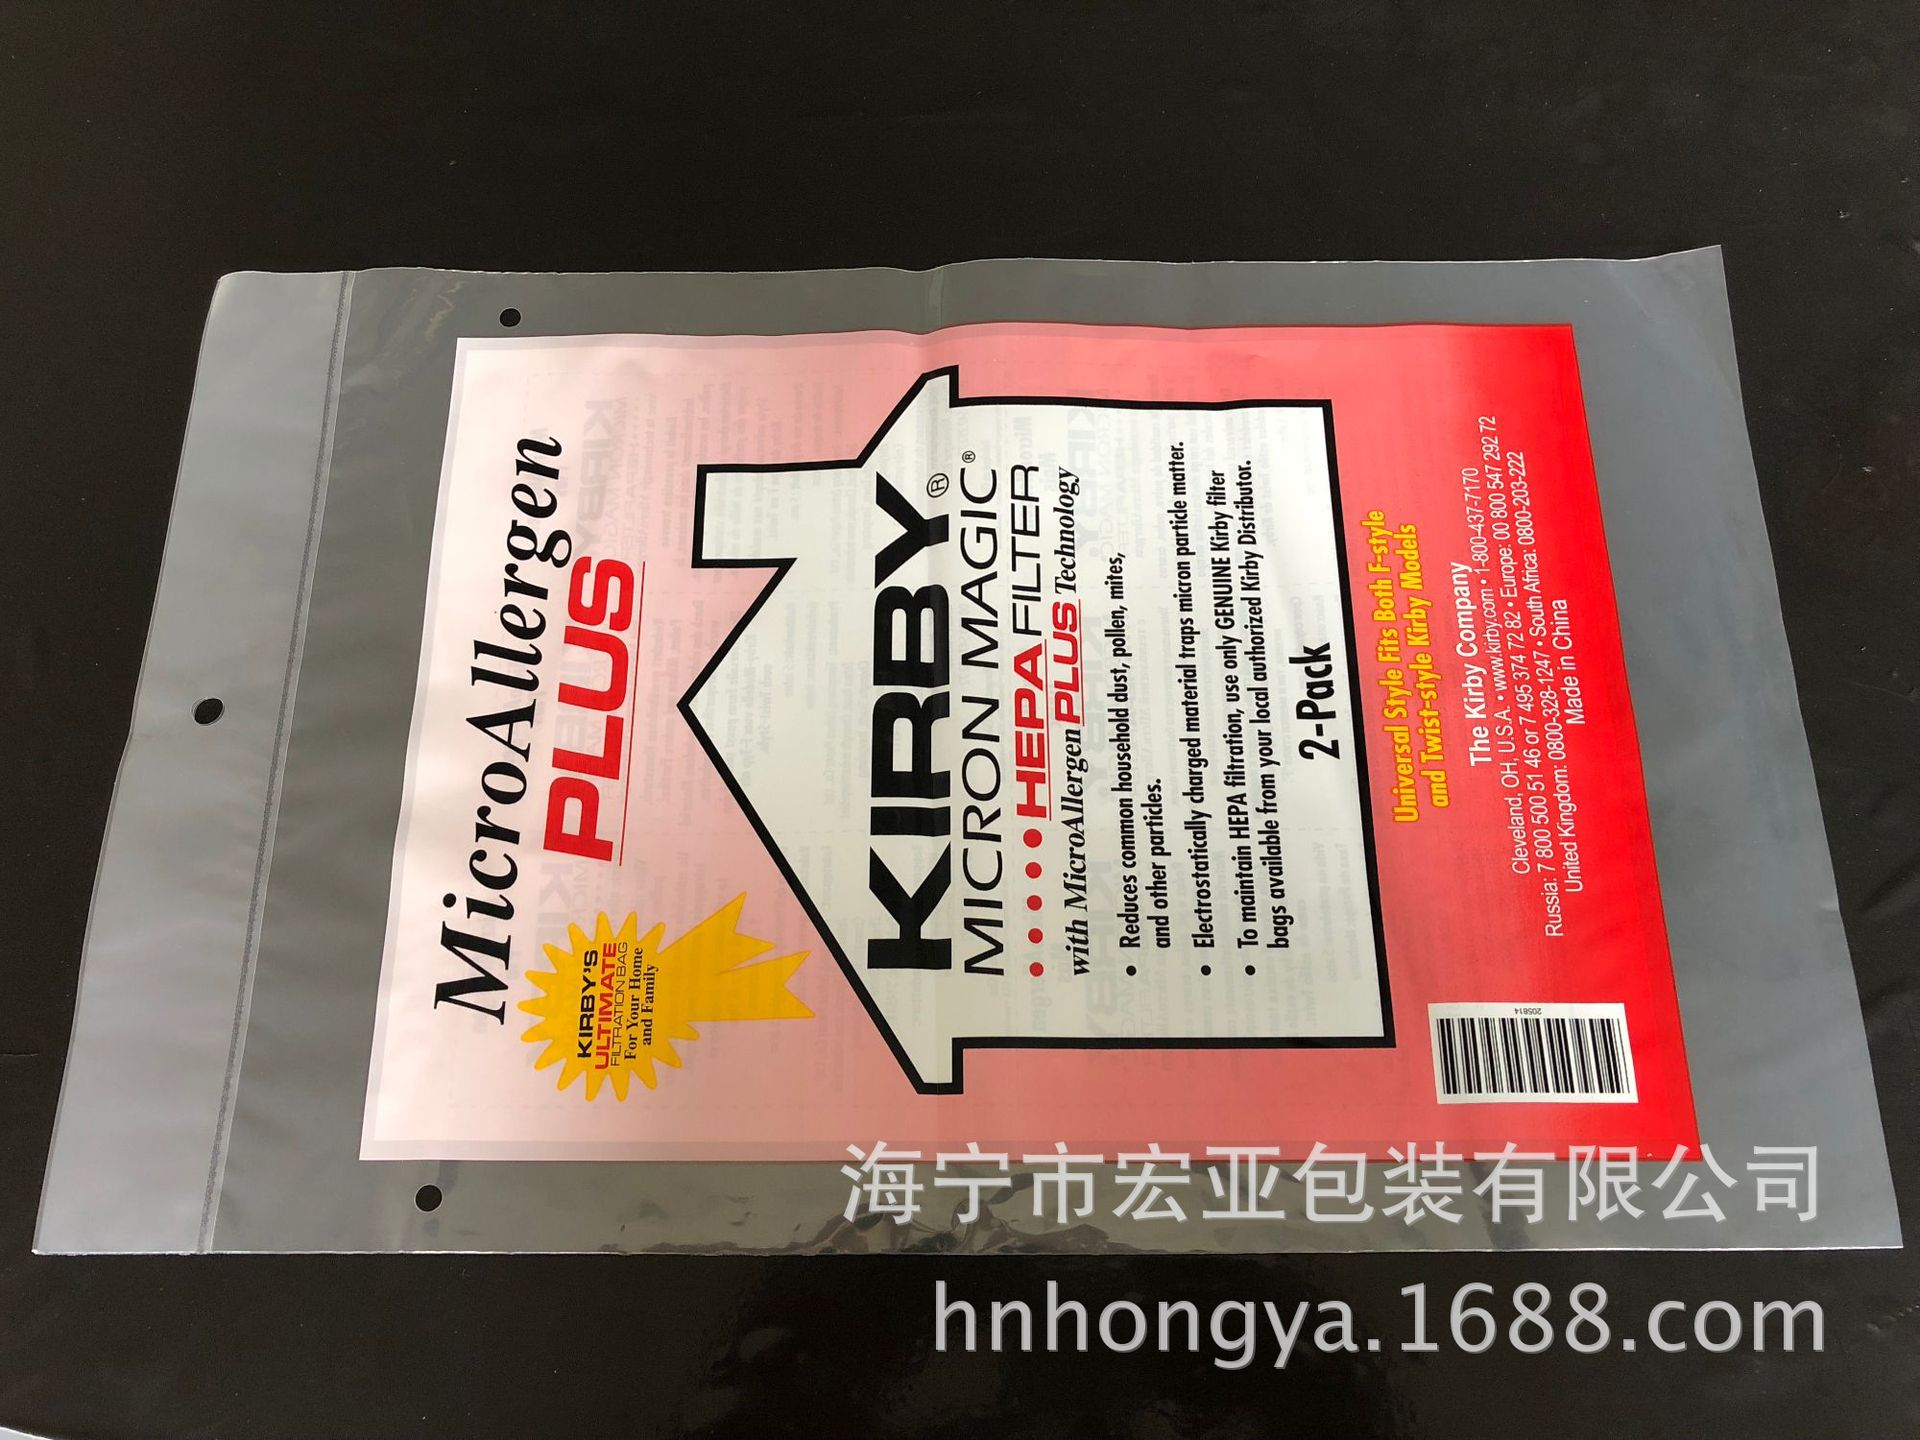 MicroAllergen
PLUS
KIRBY'S
ULTIMATE
FILTRATION BAG
For Your Home
and Family
KIRBY®
MICRON MAGIC®
HEPA FILTER
with MicroAllergen PLUS Technology
• Reduces common household dust, pollen, mites,
and other particles.
• Electrostatically charged material traps micron particle matter.
• To maintain HEPA filtration, use only GENUINE Kirby filter
bags available from your local authorized Kirby Distributor.
2-Pack
Universal Style Fits Both F-style
and Twist-style Kirby Models
The Kirby Company
Cleveland, OH, U.S.A. • www.kirby.com • 1-800-437-7170
Russia: 7 800 500 51 46 or 7 495 374 72 82 • Europe: 00 800 547 292 72
United Kingdom: 0800-328-1247 • South Africa: 0800-203-222
Made in China
205814
海宁市宏亚包装有限公司
hnhongya.1688.com